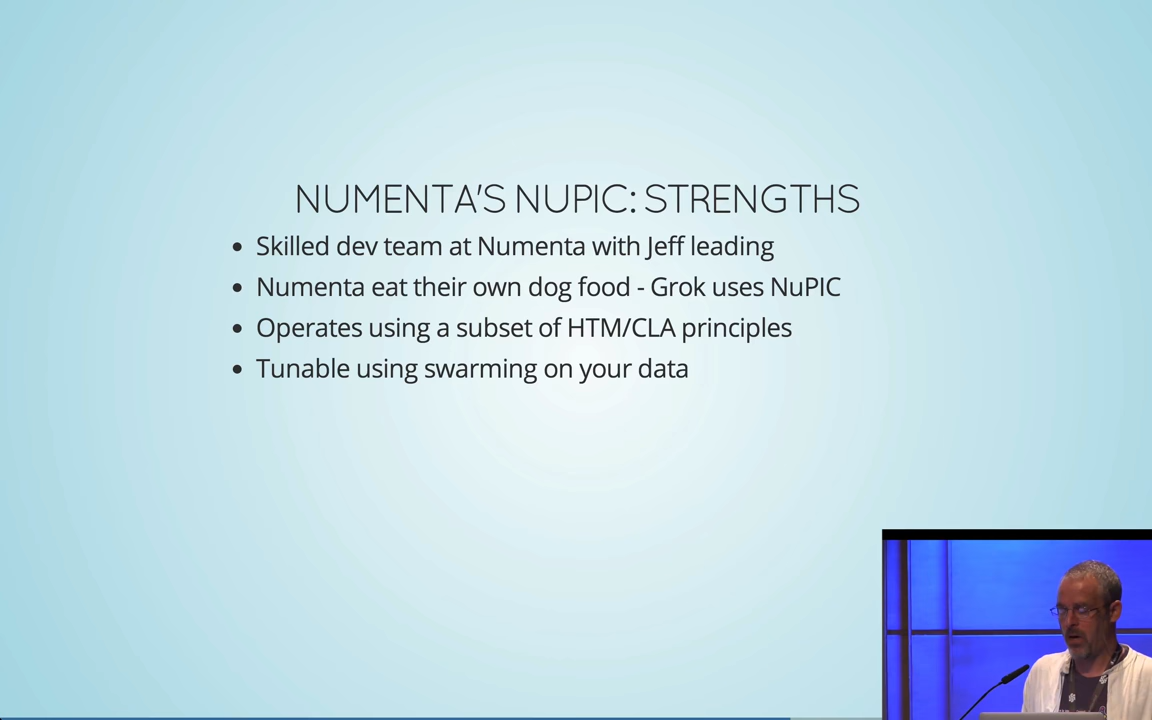 NUMENTA'S NUPIC: STRENGTHS
Skilled dev team at Numenta with Jeff leading
Numenta eat their own dog food - Grok uses NuPIC
Operates using a subset of HTM/CLA principles
Tunable using swarming on your data